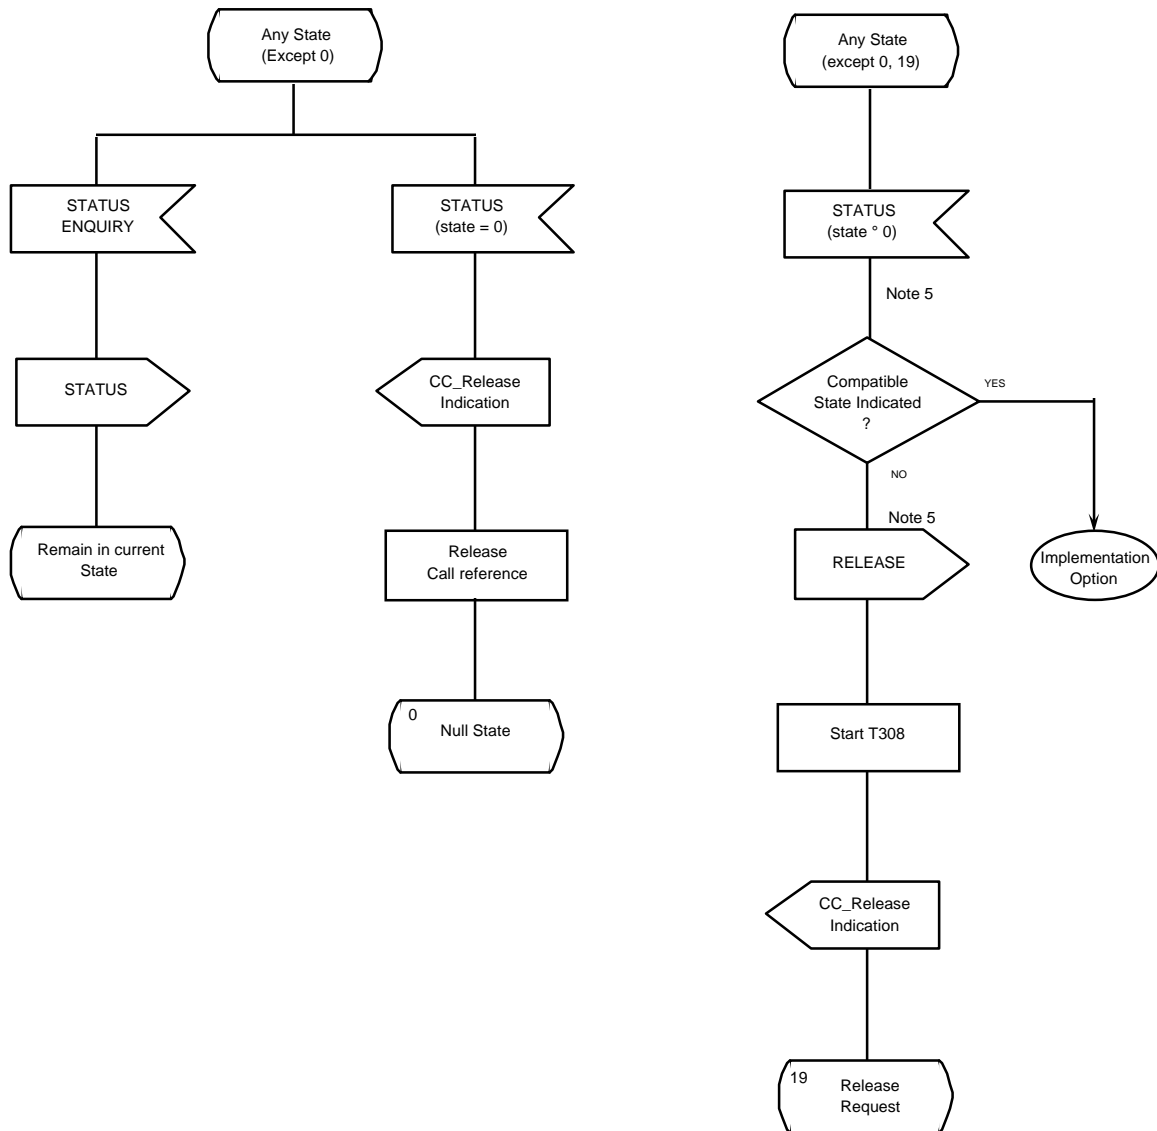 Any State
(Except 0)
STATUS
ENQUIRY
STATUS
(state = 0)
STATUS
CC_Release
Indication
Remain in current
State
Release
Call reference
0
Null State
Any State
(except 0, 19)
STATUS
(state ° 0)
Note 5
Compatible
State Indicated
?
YES
NO
Note 5
RELEASE
Implementation
Option
Start T308
CC_Release
Indication
19
Release
Request